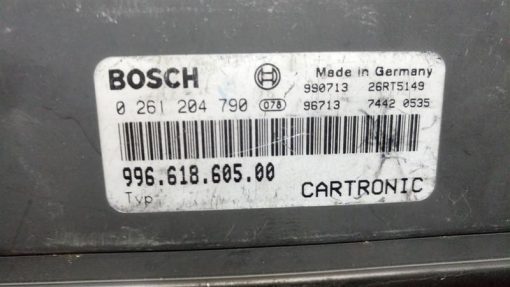 BOSCH Made in Germany
990713 26RT5149
0 261 204 790 078 96713 7442 0535
996.618.605.00
Typ CARTRONIC